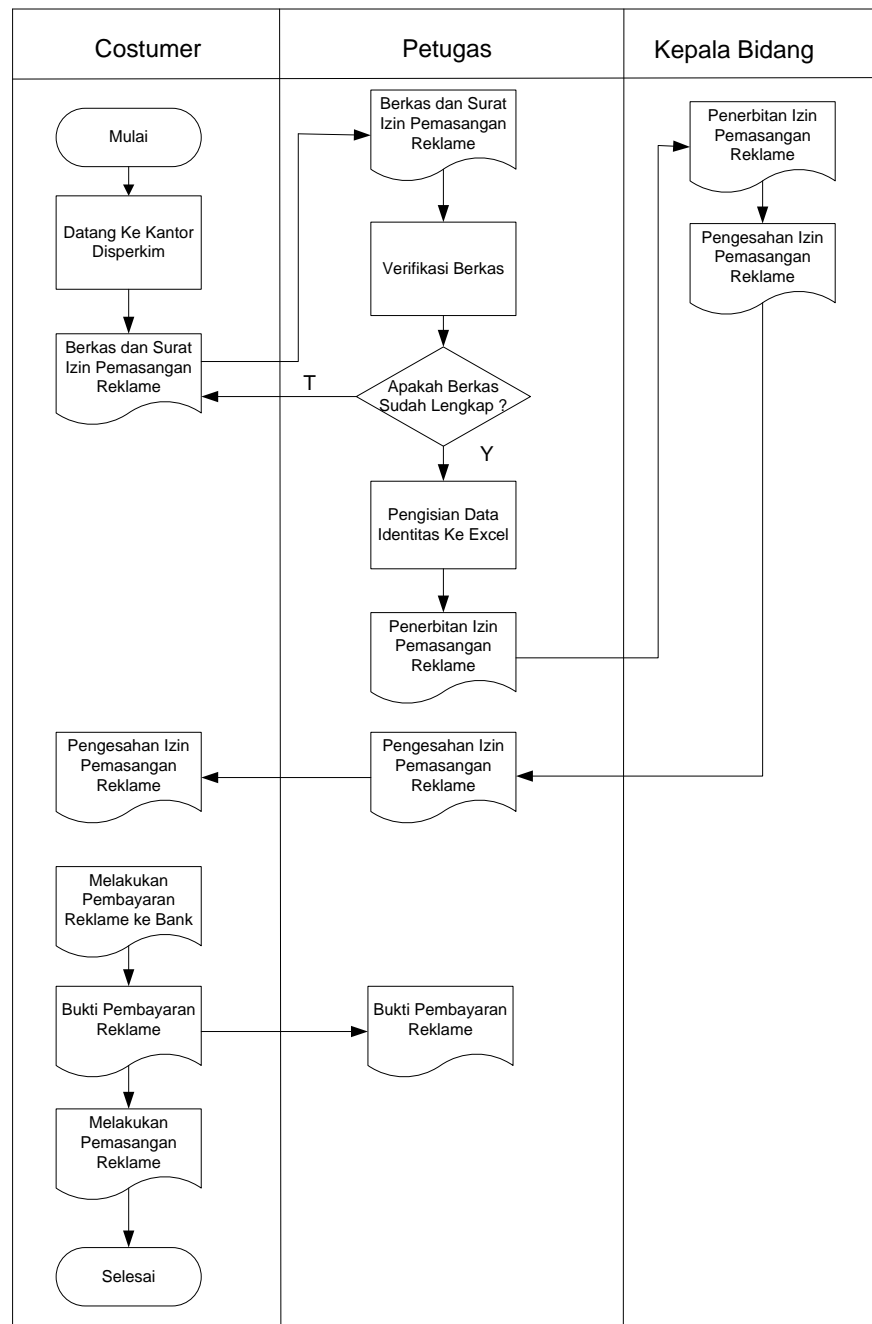 Costumer
Petugas
Kepala Bidang
Mulai
Datang Ke Kantor
Disperkim
Berkas dan Surat
Izin Pemasangan
Reklame
Berkas dan Surat
Izin Pemasangan
Reklame
Verifikasi Berkas
Apakah Berkas
Sudah Lengkap ?
T
Y
Pengisian Data
Identitas Ke Excel
Penerbitan Izin
Pemasangan
Reklame
Penerbitan Izin
Pemasangan
Reklame
Pengesahan Izin
Pemasangan
Reklame
Pengesahan Izin
Pemasangan
Reklame
Pengesahan Izin
Pemasangan
Reklame
Melakukan
Pembayaran
Reklame ke Bank
Bukti Pembayaran
Reklame
Bukti Pembayaran
Reklame
Melakukan
Pemasangan
Reklame
Selesai